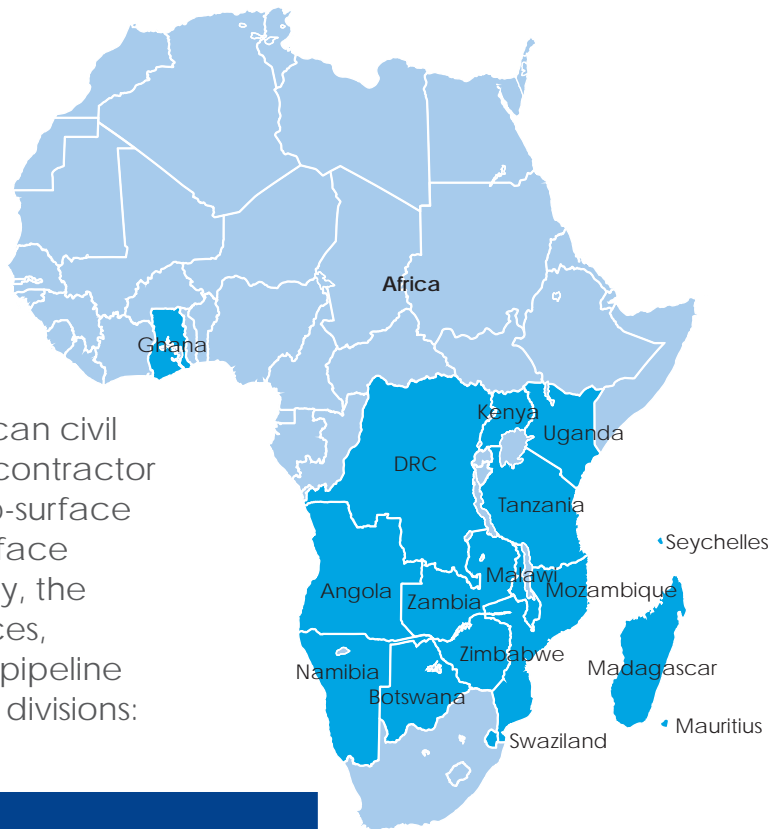 Africa
Ghana
can civil
contractor
o-surface
face
y, the
ces,
pipeline
divisions:
Kenya
Uganda
DRC
Tanzania
Seychelles
Malawi
Angola
Mozambique
Zambia
Zimbabwe
Namibia
Madagascar
Botswana
Mauritius
Swaziland